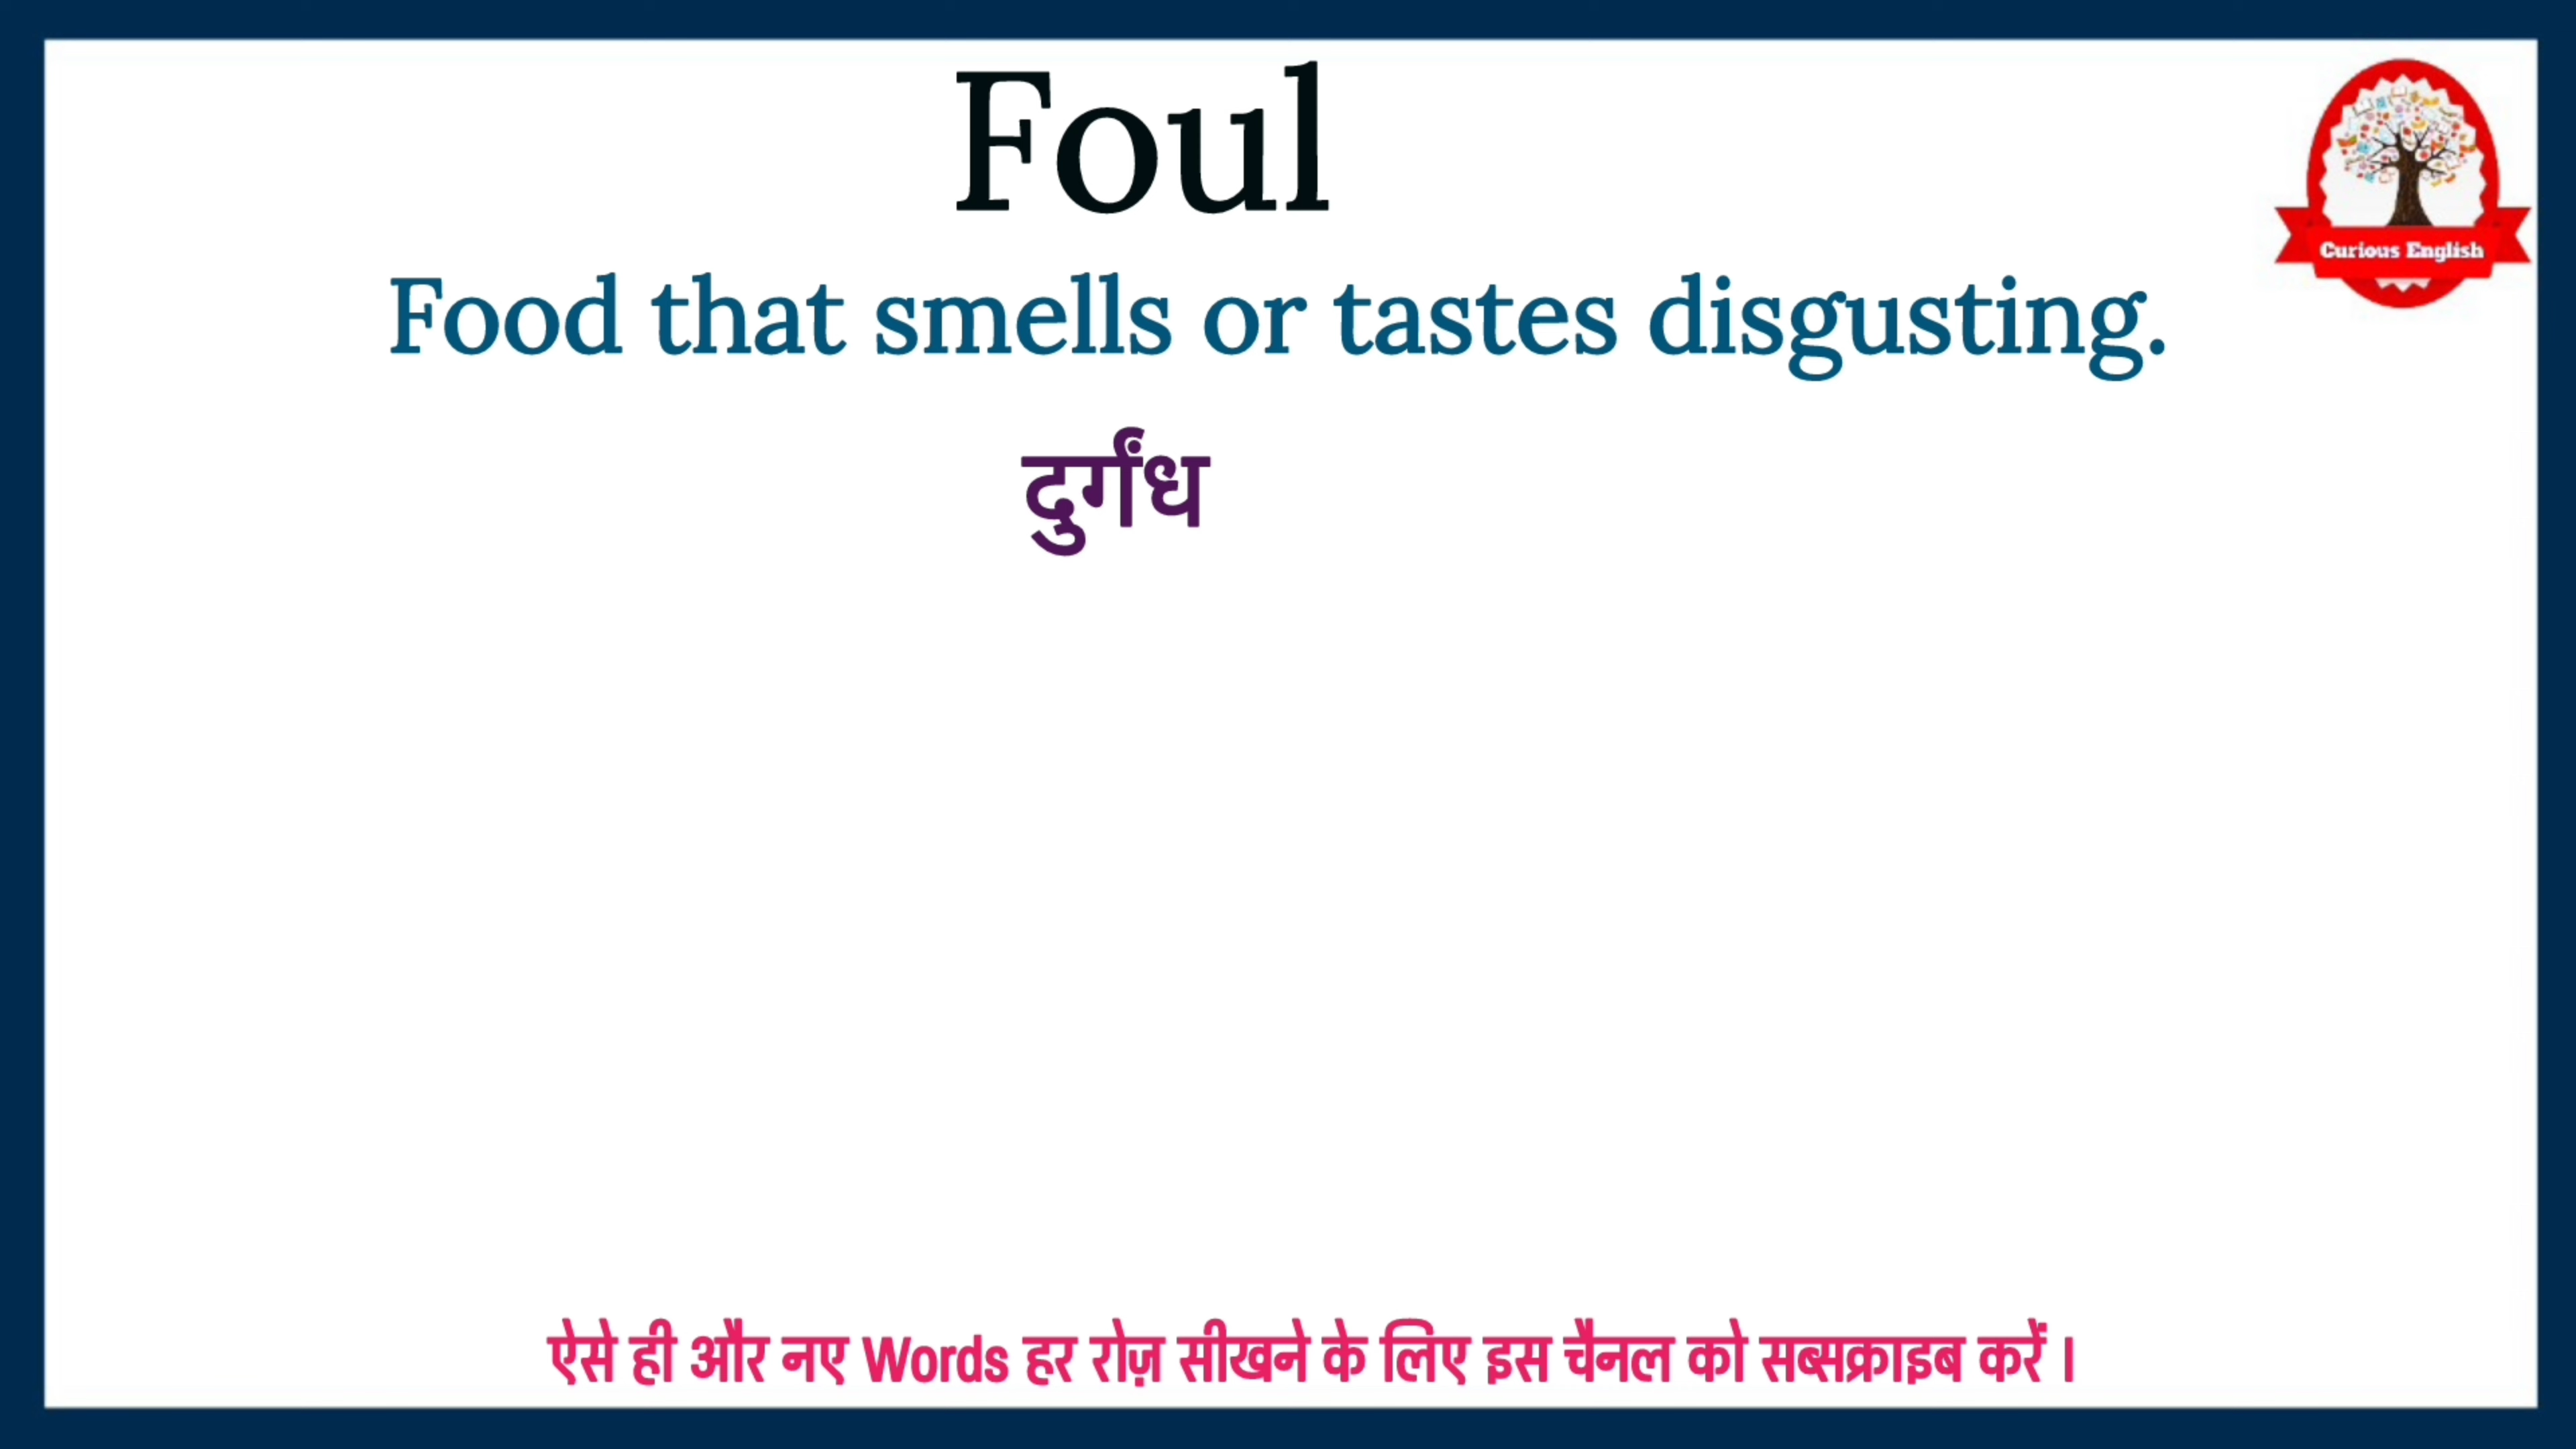 Foul
Curious English
Food that smells or tastes disgusting.
दुर्गंध
ऐसे ही और नए Words हर रोज़ सीखने के लिए इस चैनल को सब्सक्राइब करें ।